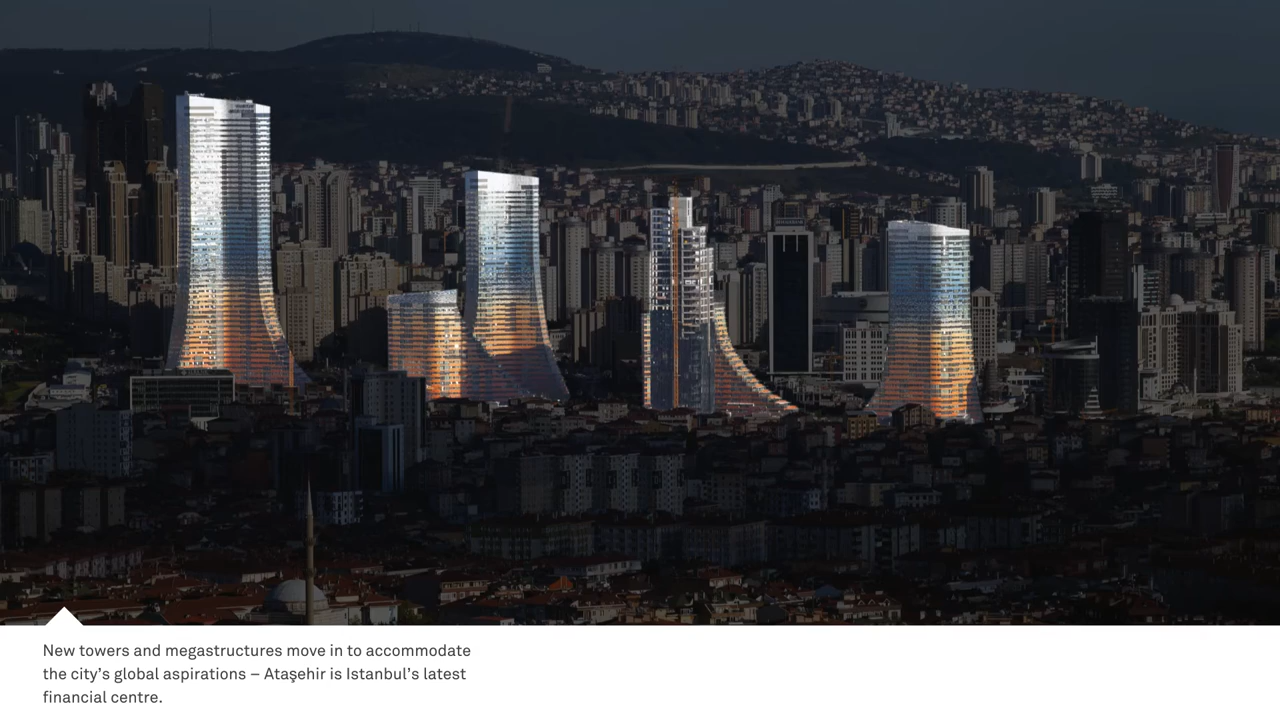 New towers and megastructures move in to accommodate
the city’s global aspirations – Ataşehir is Istanbul’s latest
financial centre.